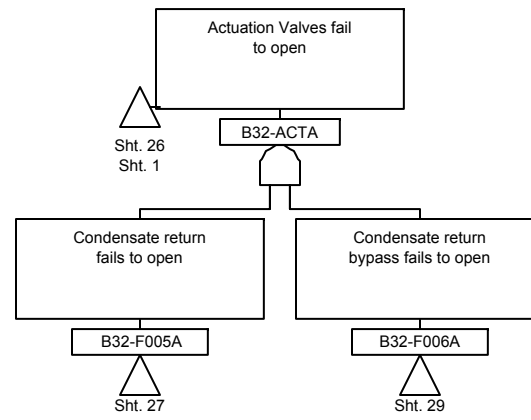 Actuation Valves fail
to open
B32-ACTA
Sht. 26
Sht. 1
Condensate return
fails to open
Condensate return
bypass fails to open
B32-F005A
B32-F006A
Sht. 27
Sht. 29